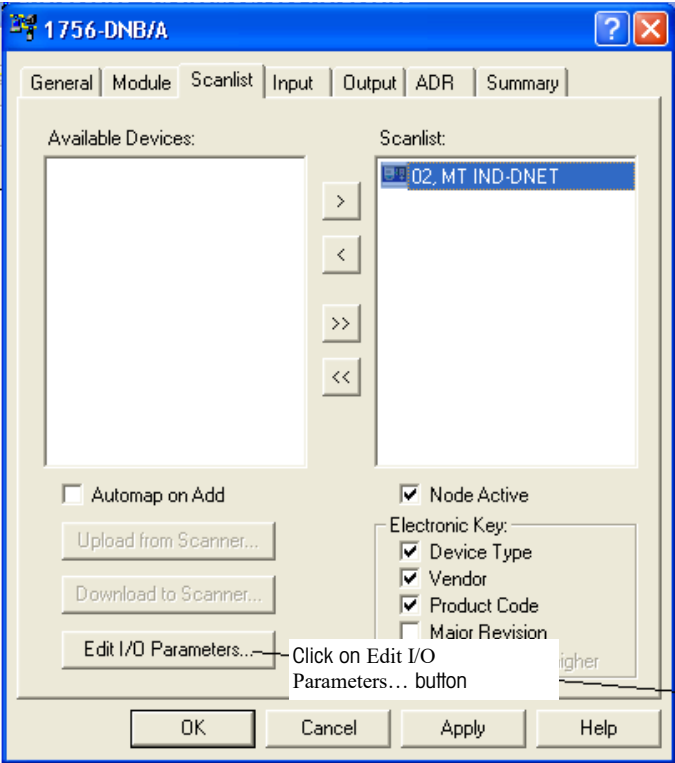 1756-DNB/A
General Module Scanlist Input Output ADR Summary
Available Devices:
Scanlist:
02, MT IND-DNET
>
<
>>
<<
Automap on Add
Node Active
Upload from Scanner...
Electronic Key:
Device Type
Vendor
Download to Scanner...
Product Code
Major Revision
Edit I/O Parameters...
Click on Edit I/O
Parameters… button
OK Cancel Apply Help